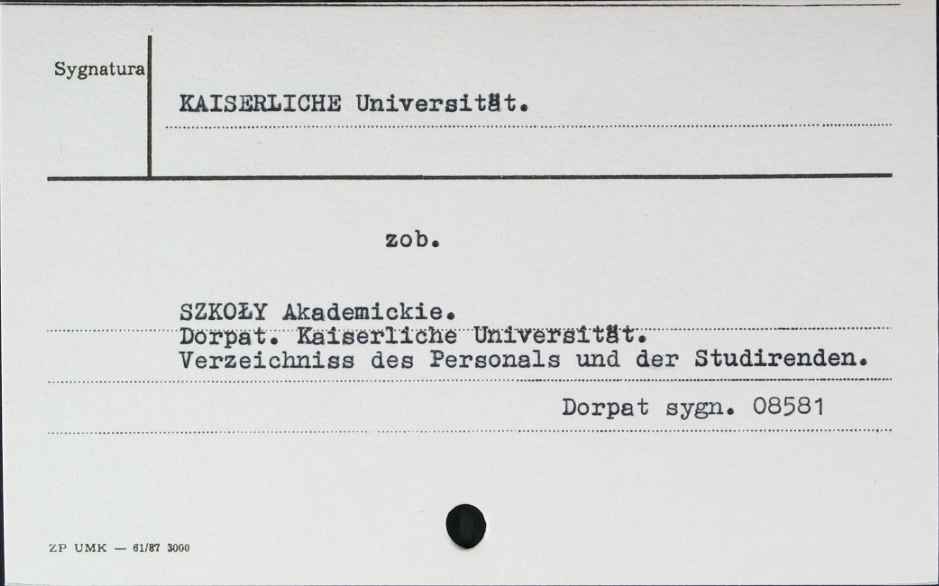 Sygnatura
KAISERLICHE Universität.
zob.
SZKOŁY Akademickie.
Dorpat. Kaiserliche Universität.
Verzeichniss des Personals und der Studirenden.
Dorpat sygn. 08581
ZP UMK — 61/87 3000